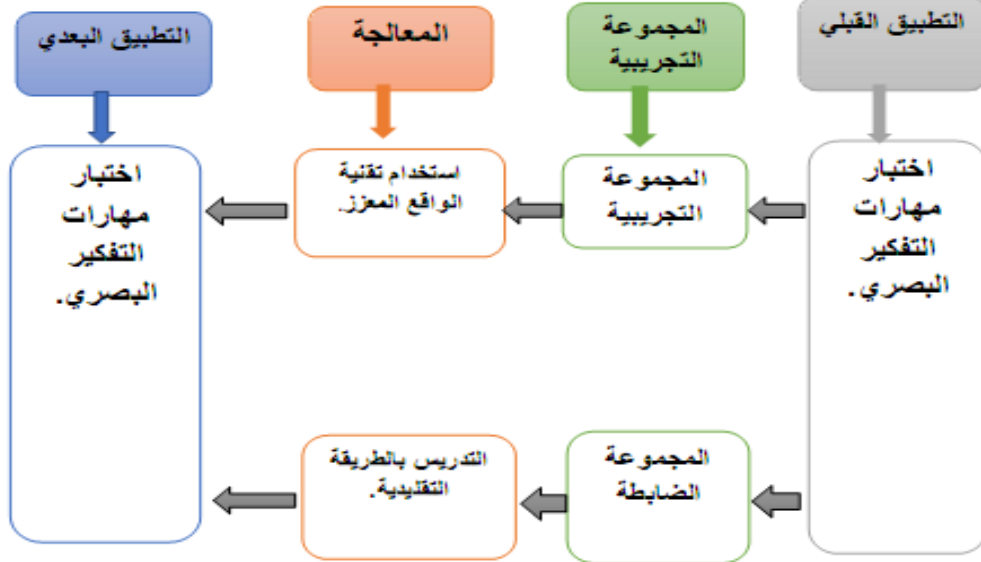 التطبيق القبلي
المجموعة
التجريبية
المعالجة
التطبيق البعدي
اختبار
مهارات
التفكير
البصري.
المجموعة
التجريبية
استخدام تقنية
الواقع المعزز.
اختبار
مهارات
التفكير
البصري.
المجموعة
الضابطة
التدريس بالطريقة
التقليدية.